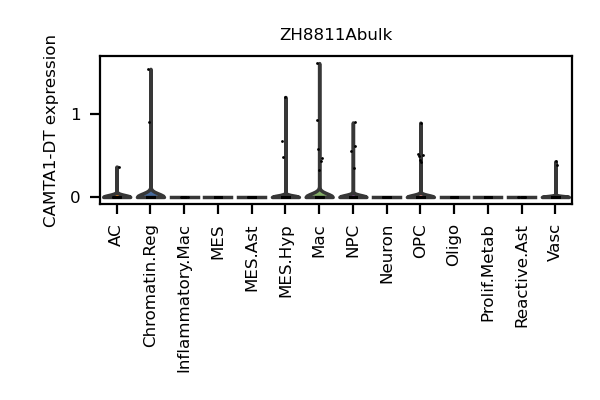 ZH8811Abulk
CAMTA1-DT expression
1
0
AC
Chromatin.Reg
Inflammatory.Mac
MES
MES.Ast
MES.Hyp
Mac
NPC
Neuron
OPC
Oligo
Prolif.Metab
Reactive.Ast
Vasc